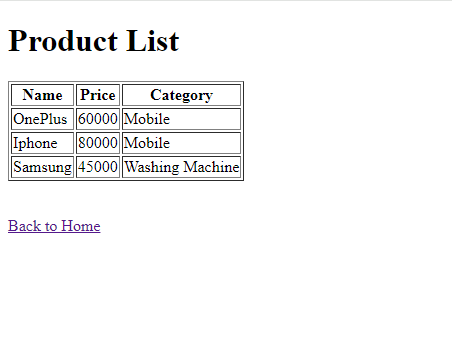 Product List
Name Price Category
OnePlus 60000 Mobile
Iphone 80000 Mobile
Samsung 45000 Washing Machine
Back to Home